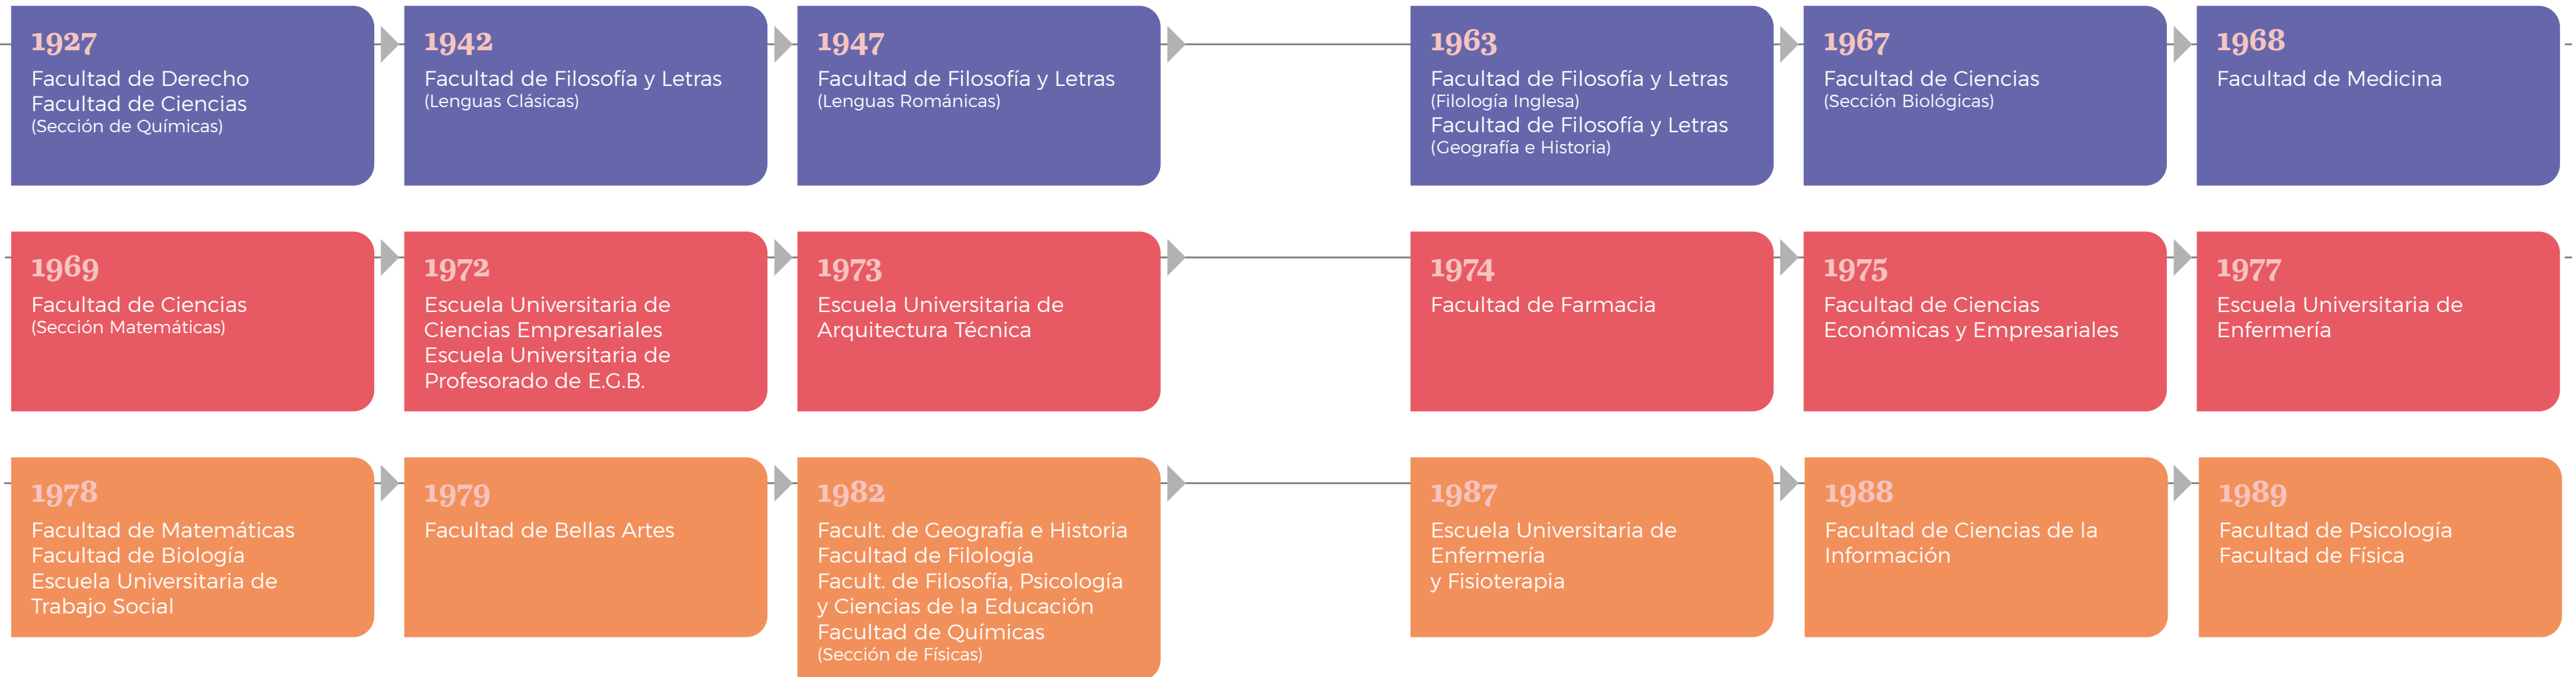 1927
Facultad de Derecho
Facultad de Ciencias
(Sección de Químicas)
1942
Facultad de Filosofía y Letras
(Lenguas Clásicas)
1947
Facultad de Filosofía y Letras
(Lenguas Románicas)
1963
Facultad de Filosofía y Letras
(Filología Inglesa)
Facultad de Filosofía y Letras
(Geografía e Historia)
1967
Facultad de Ciencias
(Sección Biológicas)
1968
Facultad de Medicina
1969
Facultad de Ciencias
(Sección Matemáticas)
1972
Escuela Universitaria de
Ciencias Empresariales
Escuela Universitaria de
Profesorado de E.G.B.
1973
Escuela Universitaria de
Arquitectura Técnica
1974
Facultad de Farmacia
1975
Facultad de Ciencias
Económicas y Empresariales
1977
Escuela Universitaria de
Enfermería
1978
Facultad de Matemáticas
Facultad de Biología
Escuela Universitaria de
Trabajo Social
1979
Facultad de Bellas Artes
1982
Facult. de Geografía e Historia
Facultad de Filología
Facult. de Filosofía, Psicología
y Ciencias de la Educación
Facultad de Químicas
(Sección de Físicas)
1987
Escuela Universitaria de
Enfermería
y Fisioterapia
1988
Facultad de Ciencias de la
Información
1989
Facultad de Psicología
Facultad de Física